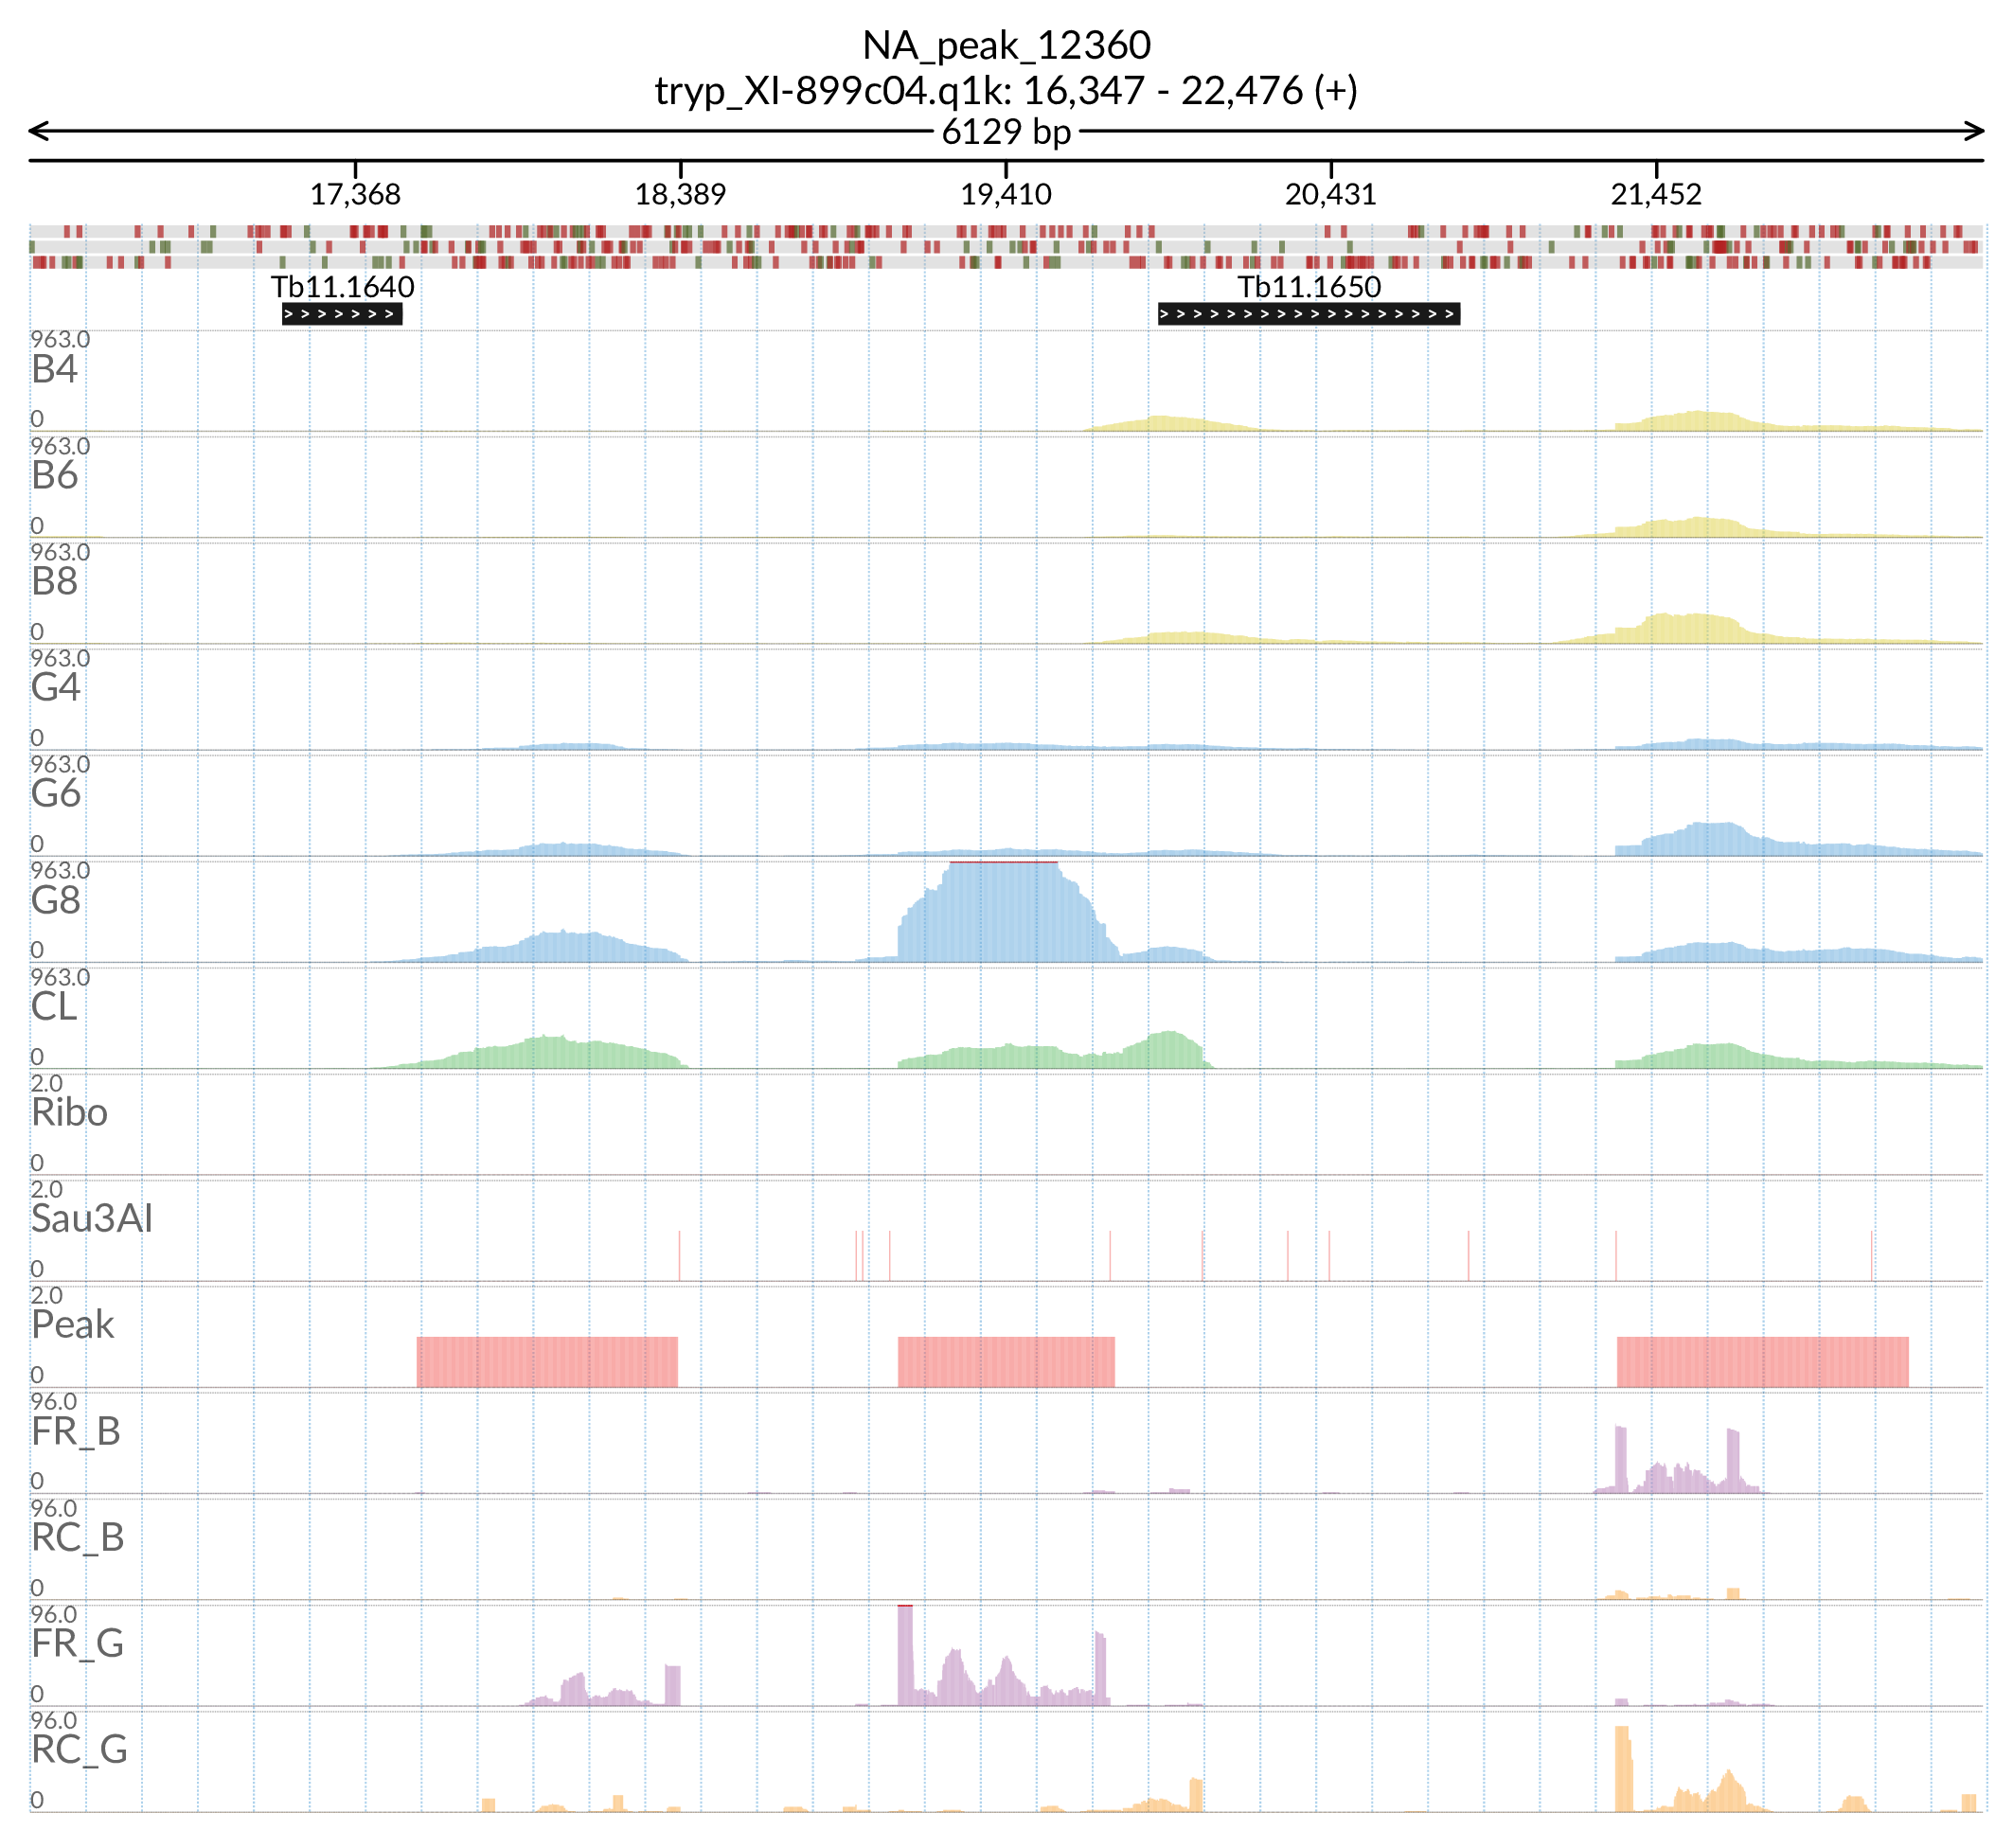 NA_peak_12360
tryp_XI-899c04.q1k: 16,347 - 22,476 (+)
6129 bp
17,368 18,389 19,410 20,431 21,452
Tb11.1640 Tb11.1650
963.0
B4
0
963.0
B6
0
963.0
B8
0
963.0
G4
0
963.0
G6
0
963.0
G8
0
963.0
CL
0
2.0
Ribo
0
2.0
Sau3AI
0
2.0
Peak
0
96.0
FR_B
0
96.0
RC_B
0
96.0
FR_G
0
96.0
RC_G
0